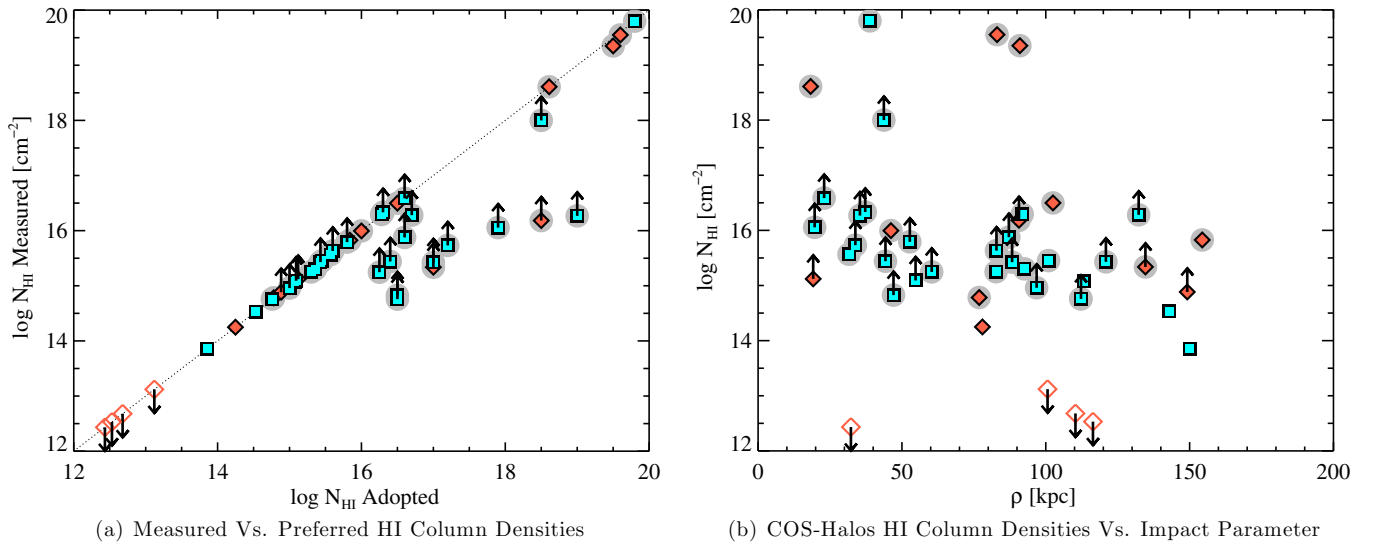 20
18
16
14
12
log N_HI Measured [cm⁻²]
12 14 16 18 20
log N_HI Adopted
(a) Measured Vs. Preferred HI Column Densities
20
18
16
14
12
log N_HI [cm⁻²]
0 50 100 150 200
ρ [kpc]
(b) COS-Halos HI Column Densities Vs. Impact Parameter